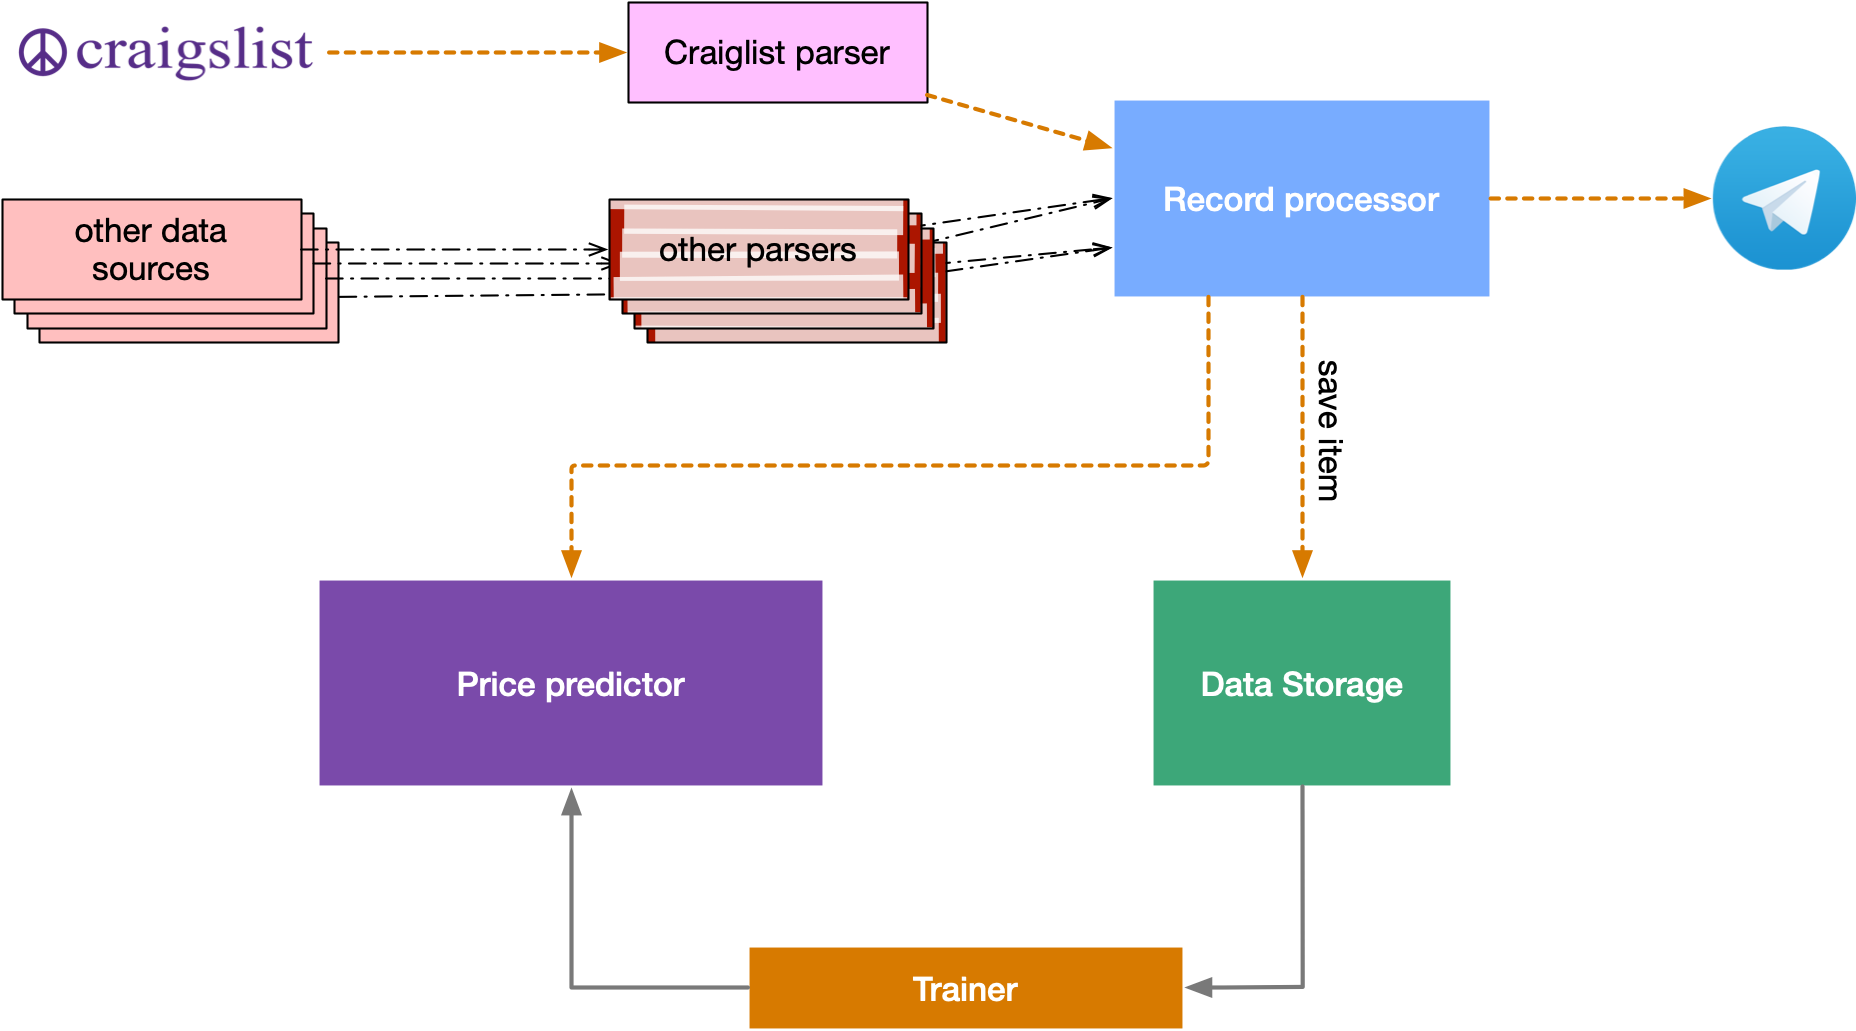 craigslist
Craiglist parser
Record processor
other data
sources
other parsers
save item
Price predictor
Data Storage
Trainer